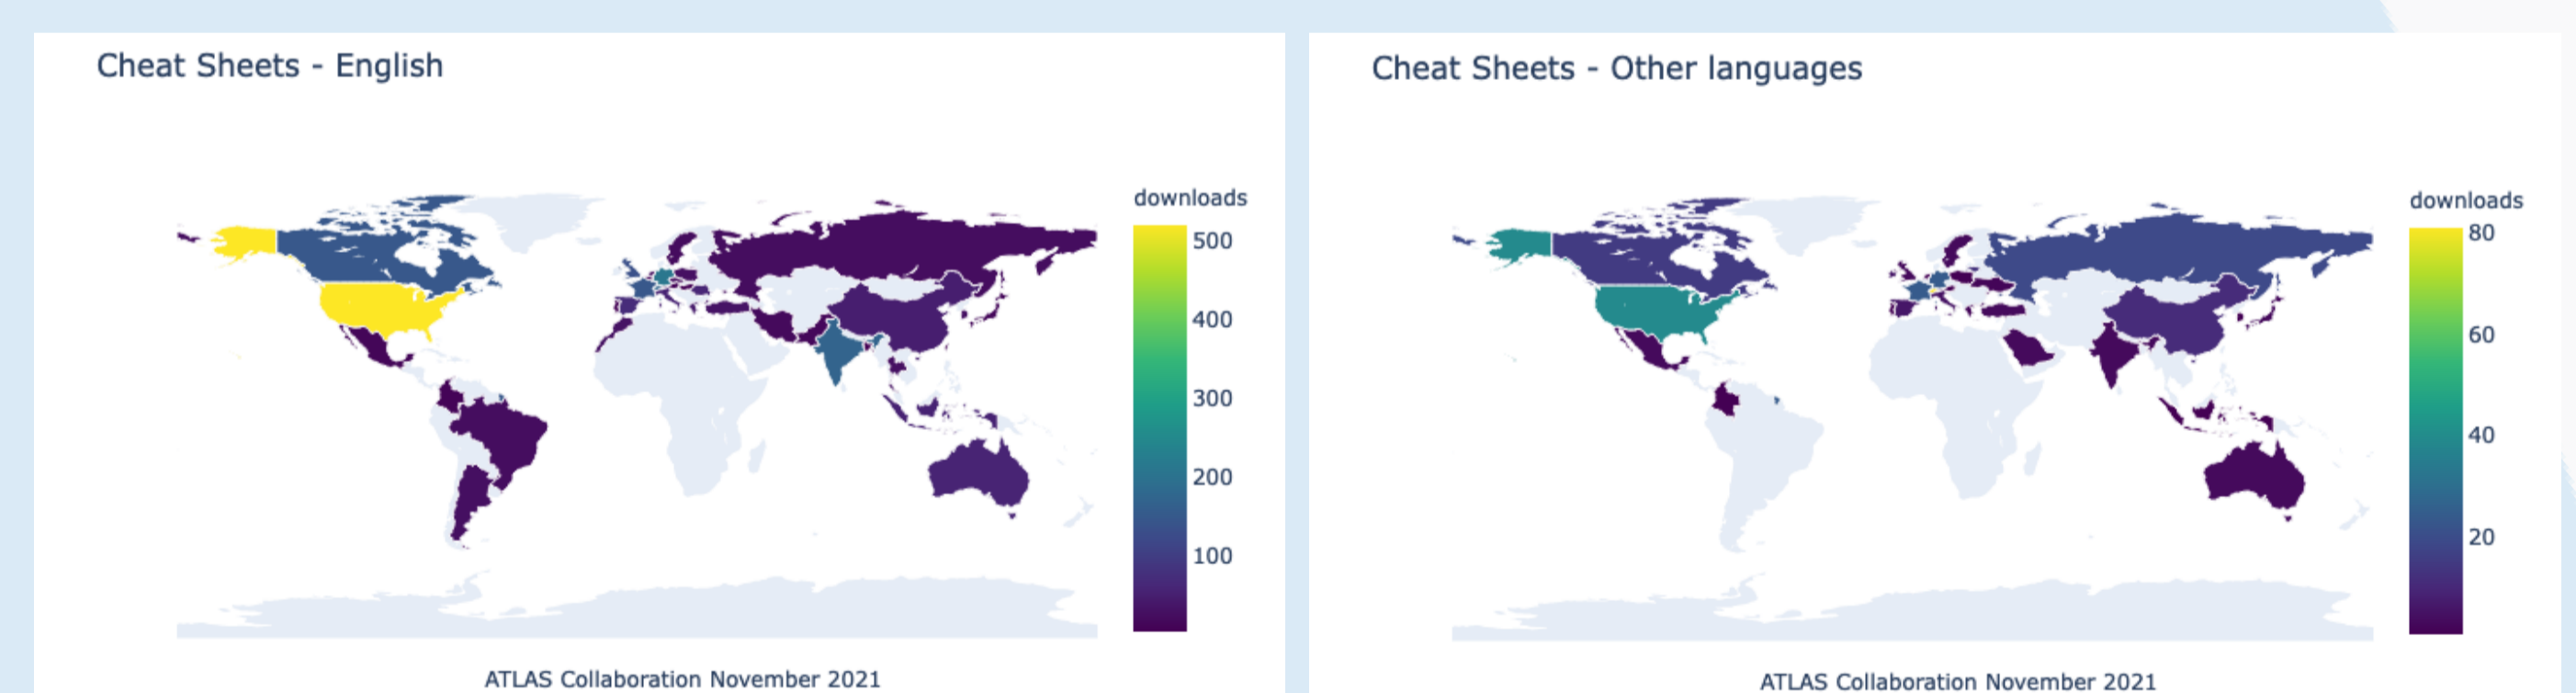 Cheat Sheets - English
downloads
500
400
300
200
100
ATLAS Collaboration November 2021
Cheat Sheets - Other languages
downloads
80
60
40
20
ATLAS Collaboration November 2021